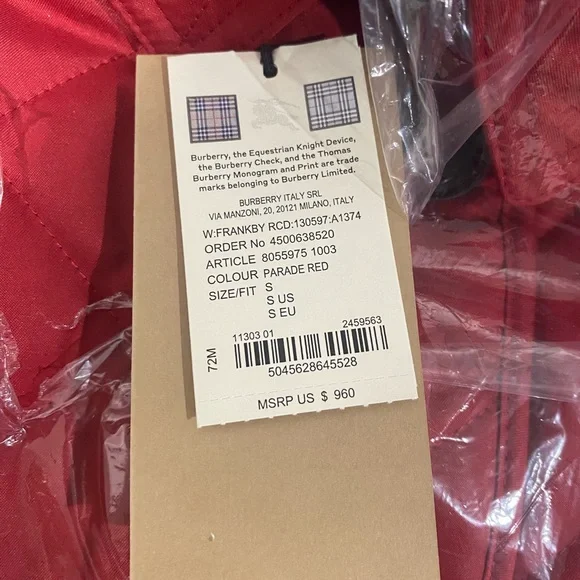 Burberry, the Equestrian Knight Device,
the Burberry Check, and the Thomas
Burberry Monogram and Print are trade
marks belonging to Burberry Limited.
BURBERRY ITALY SRL
VIA MANZONI, 20, 20121 MILANO, ITALY
W:FRANKBY RCD:130597:A1374
ORDER No 4500638520
ARTICLE 8055975 1003
COLOUR PARADE RED
SIZE/FIT S
S US
S EU
72M
11303 01 2459563
5045628645528
MSRP US $ 960